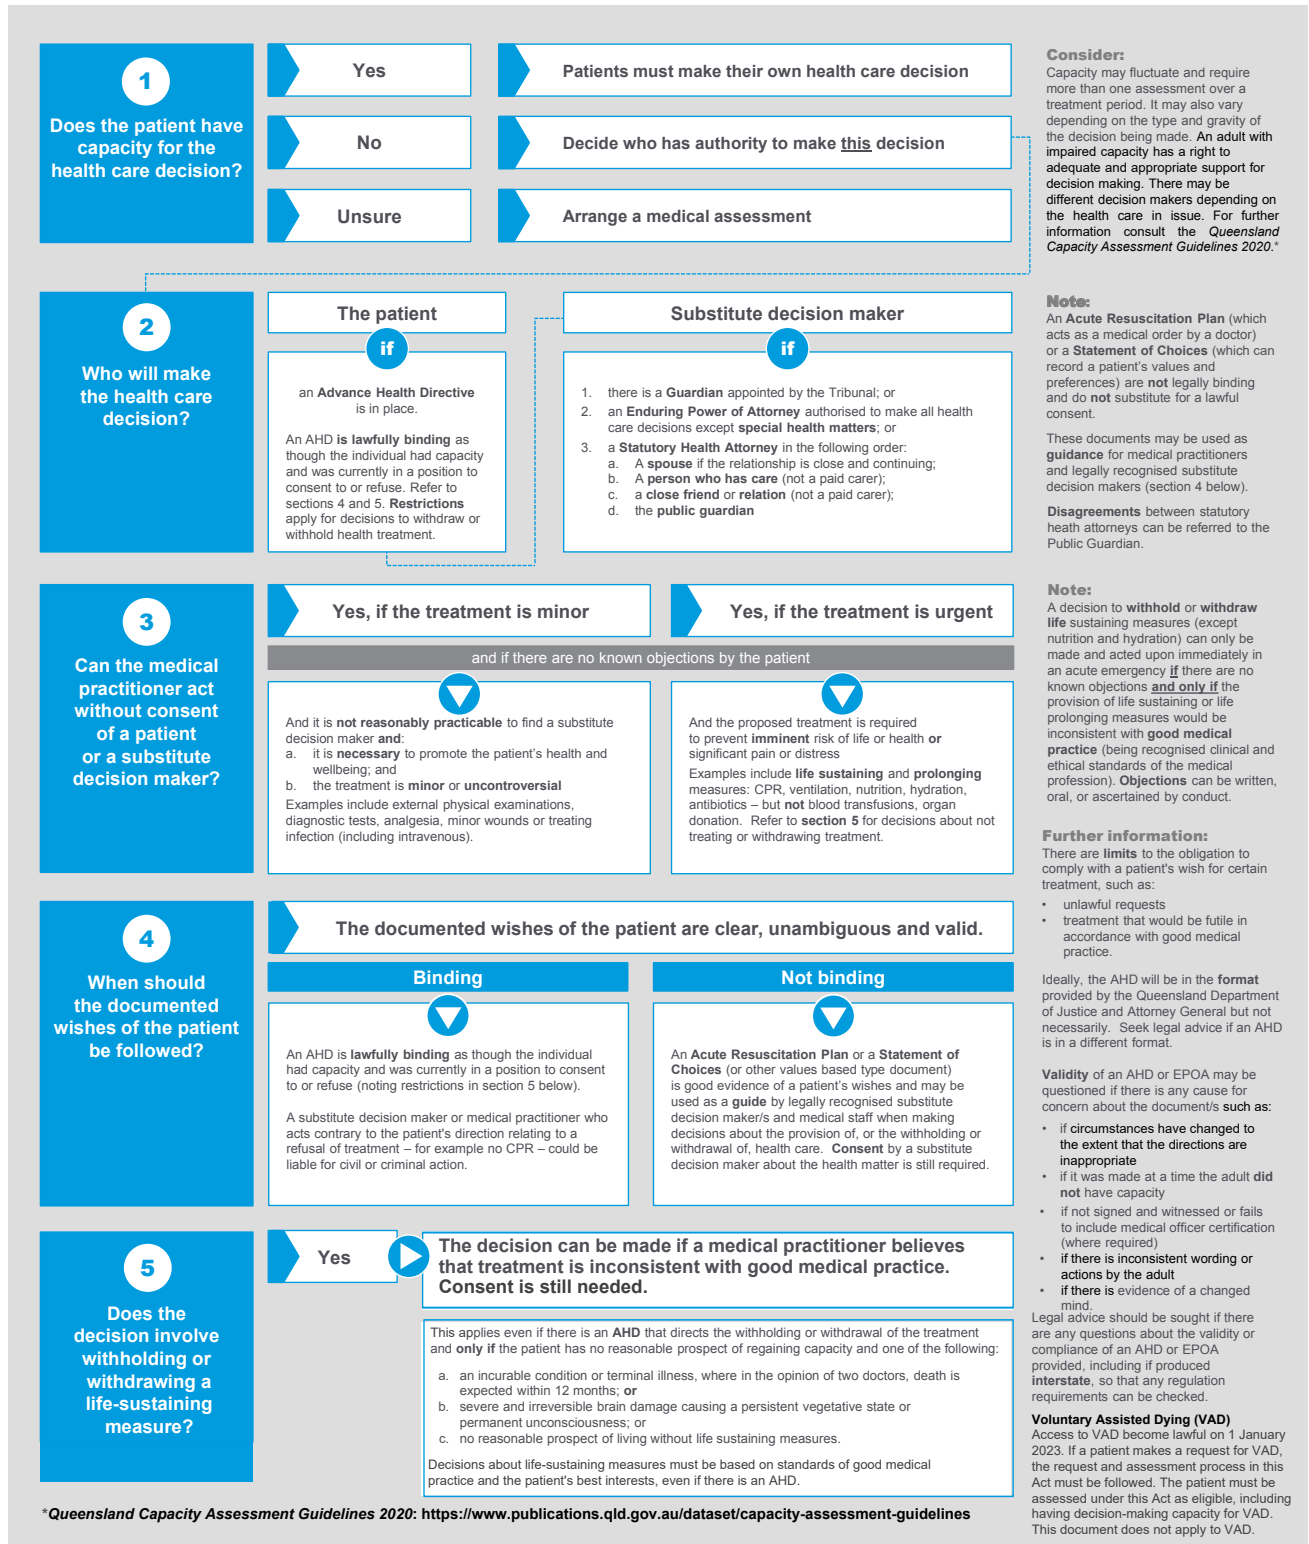 1
Does the patient have
capacity for the
health care decision?
Yes
Patients must make their own health care decision
No
Decide who has authority to make this decision
Unsure
Arrange a medical assessment
Consider:
Capacity may fluctuate and require
more than one assessment over a
treatment period. It may also vary
depending on the type and gravity of
the decision being made. An adult with
impaired capacity has a right to
adequate and appropriate support for
decision making. There may be
different decision makers depending on
the health care in issue. For further
information consult the Queensland
Capacity Assessment Guidelines 2020.*
2
Who will make
the health care
decision?
The patient
if
an Advance Health Directive
is in place.
An AHD is lawfully binding as
though the individual had capacity
and was currently in a position to
consent to or refuse. Refer to
sections 4 and 5. Restrictions
apply for decisions to withdraw or
withhold health treatment.
Substitute decision maker
if
1. there is a Guardian appointed by the Tribunal; or
2. an Enduring Power of Attorney authorised to make all health
care decisions except special health matters; or
3. a Statutory Health Attorney in the following order:
a. A spouse if the relationship is close and continuing;
b. A person who has care (not a paid carer);
c. a close friend or relation (not a paid carer);
d. the public guardian
Note:
An Acute Resuscitation Plan (which
acts as a medical order by a doctor)
or a Statement of Choices (which can
record a patient's values and
preferences) are not legally binding
and do not substitute for a lawful
consent.
These documents may be used as
guidance for medical practitioners
and legally recognised substitute
decision makers (section 4 below).
Disagreements between statutory
heath attorneys can be referred to the
Public Guardian.
3
Can the medical
practitioner act
without consent
of a patient
or a substitute
decision maker?
Yes, if the treatment is minor
Yes, if the treatment is urgent
and if there are no known objections by the patient
And it is not reasonably practicable to find a substitute
decision maker and:
a. it is necessary to promote the patient's health and
wellbeing; and
b. the treatment is minor or uncontroversial
Examples include external physical examinations,
diagnostic tests, analgesia, minor wounds or treating
infection (including intravenous).
And the proposed treatment is required
to prevent imminent risk of life or health or
significant pain or distress
Examples include life sustaining and prolonging
measures: CPR, ventilation, nutrition, hydration,
antibiotics – but not blood transfusions, organ
donation. Refer to section 5 for decisions about not
treating or withdrawing treatment.
Note:
A decision to withhold or withdraw
life sustaining measures (except
nutrition and hydration) can only be
made and acted upon immediately in
an acute emergency if there are no
known objections and only if the
provision of life sustaining or life
prolonging measures would be
inconsistent with good medical
practice (being recognised clinical and
ethical standards of the medical
profession). Objections can be written,
oral, or ascertained by conduct.
Further information:
There are limits to the obligation to
comply with a patient's wish for certain
treatment, such as:
• unlawful requests
• treatment that would be futile in
accordance with good medical
practice.
Ideally, the AHD will be in the format
provided by the Queensland Department
of Justice and Attorney General but not
necessarily. Seek legal advice if an AHD
is in a different format.
Validity of an AHD or EPOA may be
questioned if there is any cause for
concern about the document/s such as:
• if circumstances have changed to
the extent that the directions are
inappropriate
• if it was made at a time the adult did
not have capacity
• if not signed and witnessed or fails
to include medical officer certification
(where required)
• if there is inconsistent wording or
actions by the adult
• if there is evidence of a changed
mind.
Legal advice should be sought if there
are any questions about the validity or
compliance of an AHD or EPOA
provided, including if produced
interstate, so that any regulation
requirements can be checked.
Voluntary Assisted Dying (VAD)
Access to VAD become lawful on 1 January
2023. If a patient makes a request for VAD,
the request and assessment process in this
Act must be followed. The patient must be
assessed under this Act as eligible, including
having decision-making capacity for VAD.
This document does not apply to VAD.
4
When should
the documented
wishes of the patient
be followed?
The documented wishes of the patient are clear, unambiguous and valid.
Binding
An AHD is lawfully binding as though the individual
had capacity and was currently in a position to consent
to or refuse (noting restrictions in section 5 below).
A substitute decision maker or medical practitioner who
acts contrary to the patient's direction relating to a
refusal of treatment – for example no CPR – could be
liable for civil or criminal action.
Not binding
An Acute Resuscitation Plan or a Statement of
Choices (or other values based type document)
is good evidence of a patient's wishes and may be
used as a guide by legally recognised substitute
decision maker/s and medical staff when making
decisions about the provision of, or the withholding or
withdrawal of, health care. Consent by a substitute
decision maker about the health matter is still required.
5
Does the
decision involve
withholding or
withdrawing a
life-sustaining
measure?
Yes
The decision can be made if a medical practitioner believes
that treatment is inconsistent with good medical practice.
Consent is still needed.
This applies even if there is an AHD that directs the withholding or withdrawal of the treatment
and only if the patient has no reasonable prospect of regaining capacity and one of the following:
a. an incurable condition or terminal illness, where in the opinion of two doctors, death is
expected within 12 months; or
b. severe and irreversible brain damage causing a persistent vegetative state or
permanent unconsciousness; or
c. no reasonable prospect of living without life sustaining measures.
Decisions about life-sustaining measures must be based on standards of good medical
practice and the patient's best interests, even if there is an AHD.
*Queensland Capacity Assessment Guidelines 2020: https://www.publications.qld.gov.au/dataset/capacity-assessment-guidelines